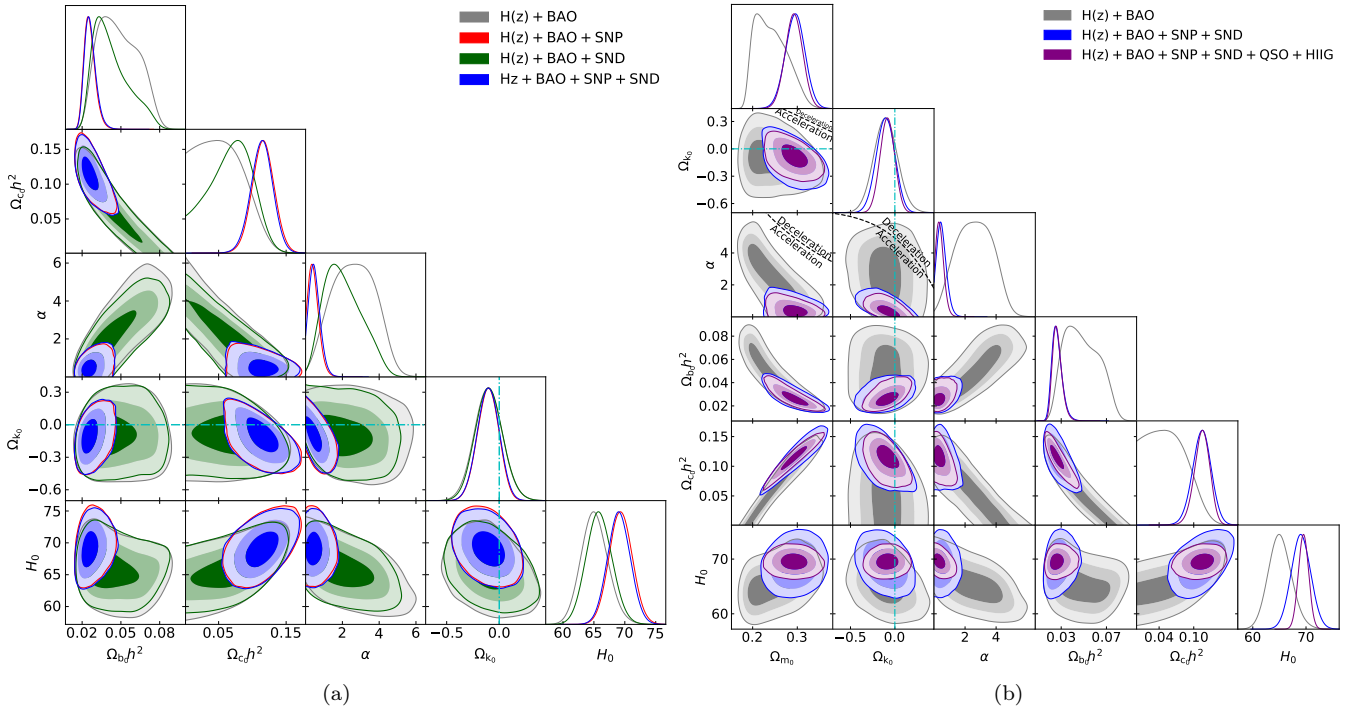 H(z) + BAO
H(z) + BAO + SNP
H(z) + BAO + SND
Hz + BAO + SNP + SND
Ω_{c_0}h^2
0.15
0.10
0.05
α
6
4
2
Ω_{k_0}
0.3
0.0
−0.3
−0.6
H_0
75
70
65
60
0.02 0.05 0.08
Ω_{b_0}h^2
0.05 0.15
Ω_{c_0}h^2
2 4 6
α
−0.5 0.0
Ω_{k_0}
60 65 70 75
H_0
(a)
H(z) + BAO
H(z) + BAO + SNP + SND
H(z) + BAO + SNP + SND + QSO + HIIG
Ω_{k_0}
0.3
0.0
−0.3
−0.6
Deceleration
Acceleration
α
4
2
Deceleration
Acceleration
Deceleration
Acceleration
Ω_{b_0}h^2
0.08
0.06
0.04
0.02
Ω_{c_0}h^2
0.15
0.10
0.05
H_0
70
65
60
0.2 0.3
Ω_{m_0}
−0.5 0.0
Ω_{k_0}
2 4
α
0.03 0.07
Ω_{b_0}h^2
0.04 0.10
Ω_{c_0}h^2
60 70
H_0
(b)